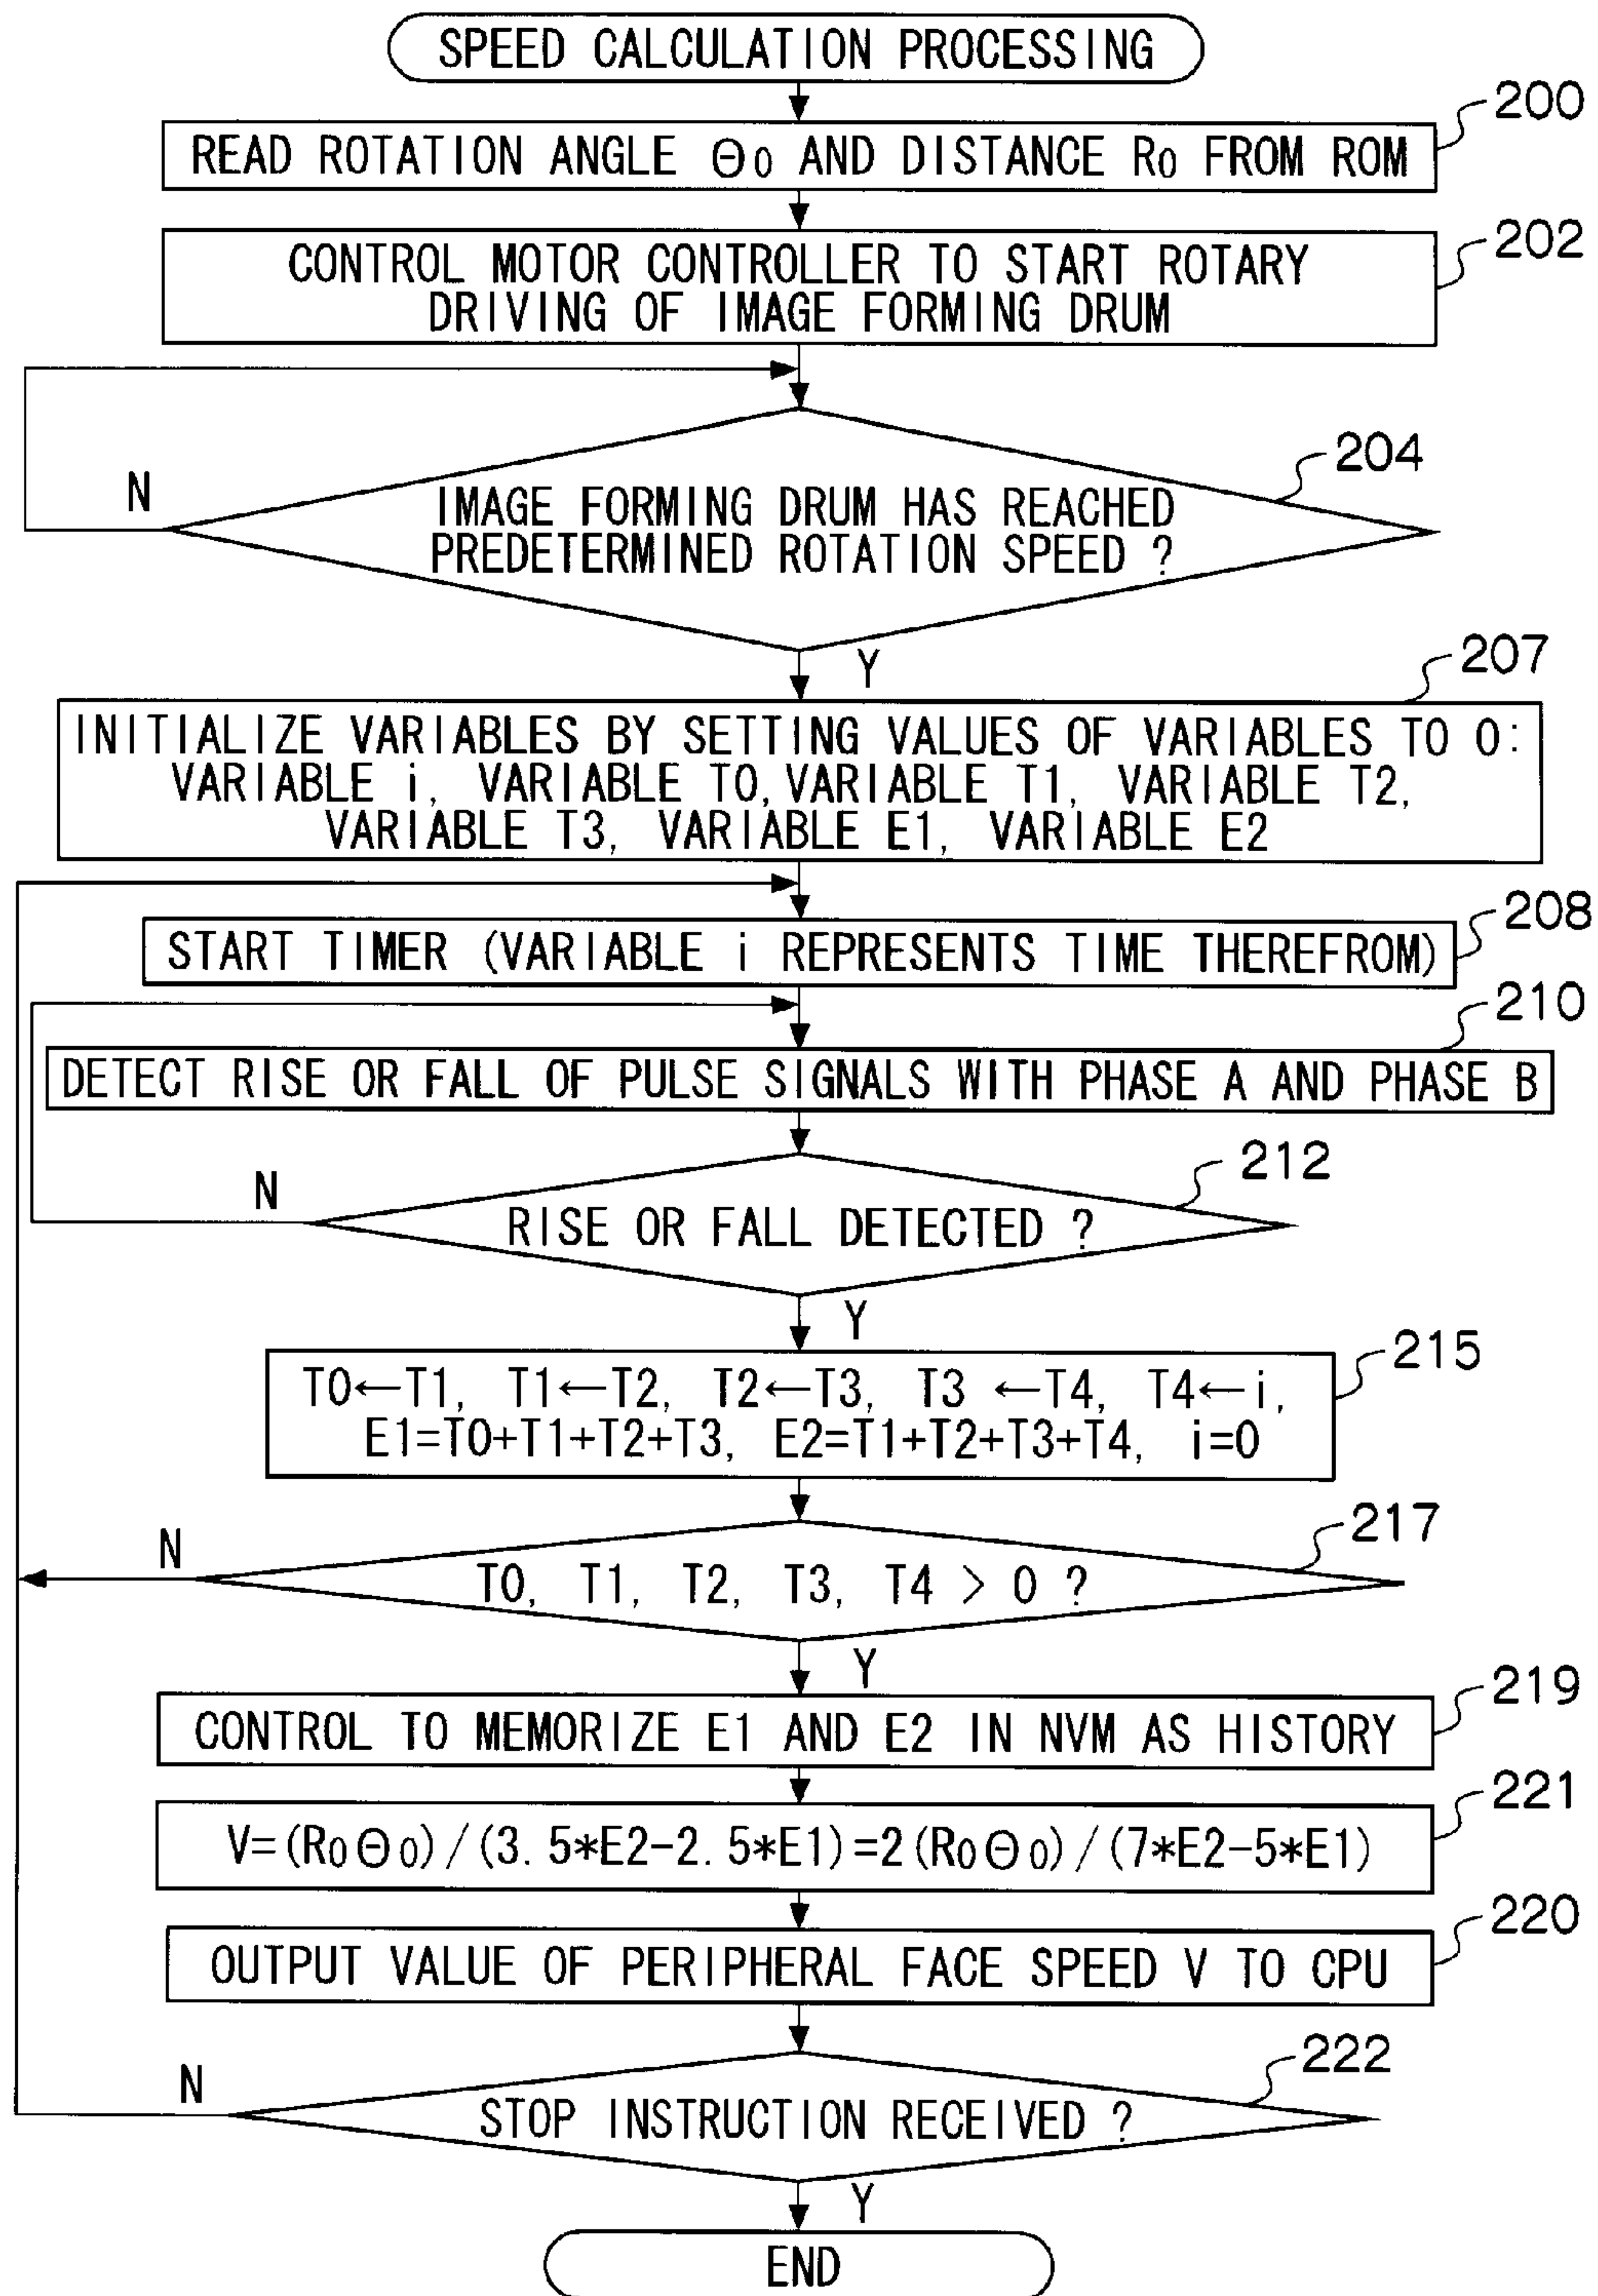 SPEED CALCULATION PROCESSING
200
READ ROTATION ANGLE Θ0 AND DISTANCE R0 FROM ROM
202
CONTROL MOTOR CONTROLLER TO START ROTARY
DRIVING OF IMAGE FORMING DRUM
204
N
IMAGE FORMING DRUM HAS REACHED
PREDETERMINED ROTATION SPEED ?
Y
207
INITIALIZE VARIABLES BY SETTING VALUES OF VARIABLES TO 0:
VARIABLE i, VARIABLE T0, VARIABLE T1, VARIABLE T2,
VARIABLE T3, VARIABLE E1, VARIABLE E2
208
START TIMER (VARIABLE i REPRESENTS TIME THEREFROM)
210
DETECT RISE OR FALL OF PULSE SIGNALS WITH PHASE A AND PHASE B
212
N
RISE OR FALL DETECTED ?
Y
215
T0←T1, T1←T2, T2←T3, T3 ←T4, T4←i,
E1=T0+T1+T2+T3, E2=T1+T2+T3+T4, i=0
217
N
T0, T1, T2, T3, T4 > 0 ?
Y
219
CONTROL TO MEMORIZE E1 AND E2 IN NVM AS HISTORY
221
V=(R0Θ0)/(3.5*E2-2.5*E1)=2(R0Θ0)/(7*E2-5*E1)
220
OUTPUT VALUE OF PERIPHERAL FACE SPEED V TO CPU
222
N
STOP INSTRUCTION RECEIVED ?
Y
END